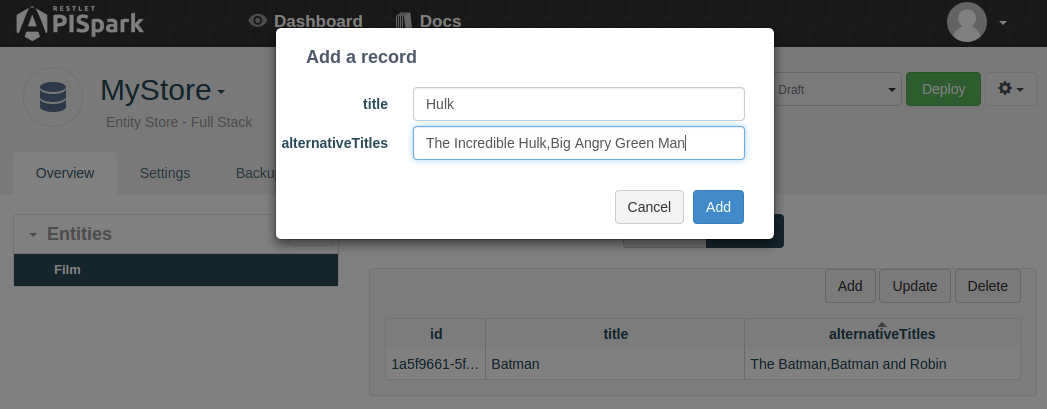 RESTLET
PISpark
Dashboard
Docs
Add a record
title
Hulk
alternativeTitles
The Incredible Hulk,Big Angry Green Man
Cancel
Add
MyStore
Entity Store - Full Stack
Draft
Deploy
Overview
Settings
Entities
Film
Add
Update
Delete
id
title
alternativeTitles
1a5f9661-5f...
Batman
The Batman,Batman and Robin